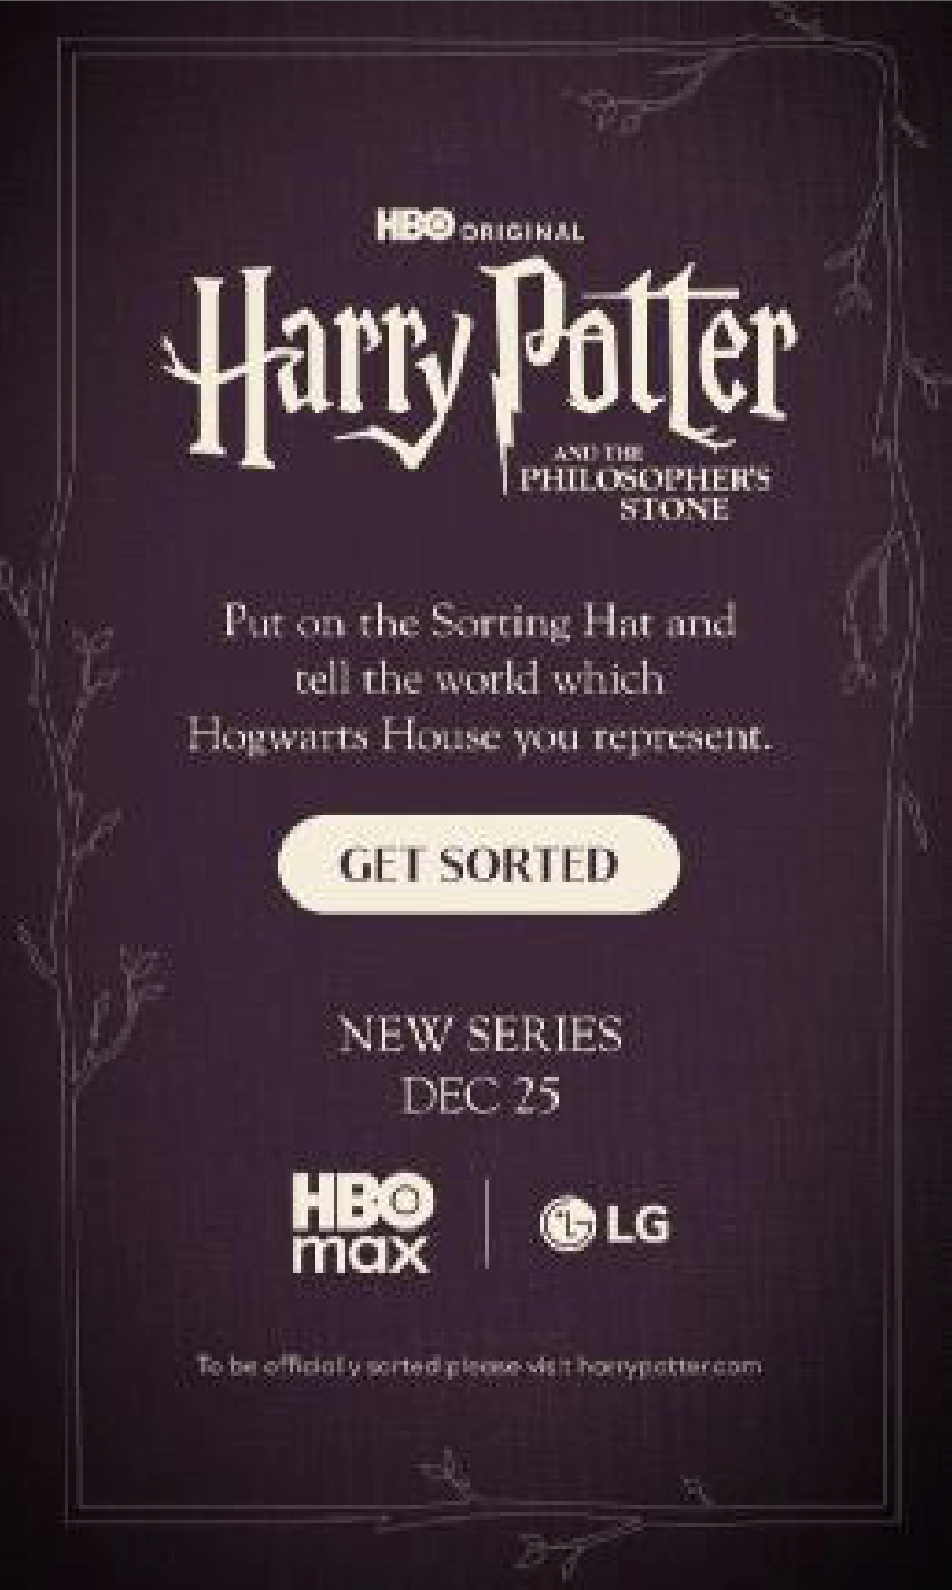 HBO ORIGINAL
Harry Potter
AND THE
PHILOSOPHER'S
STONE
Put on the Sorting Hat and
tell the world which
Hogwarts House you represent.
GET SORTED
NEW SERIES
DEC 25
HBO
max
LG LG
To be officially sorted please visit harrypotter.com